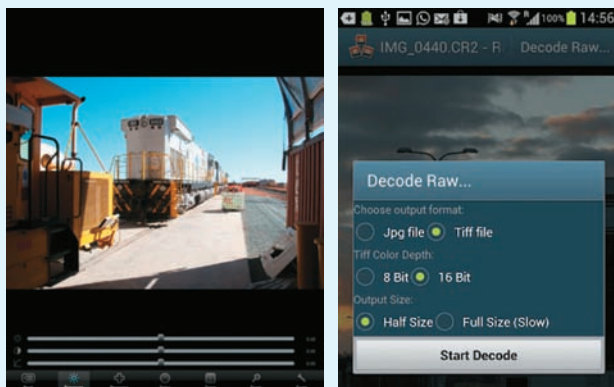 100% 14:56
IMG_0440.CR2 - R Decode Raw...
Decode Raw...
Choose output format:
Jpg file Tiff file
Tiff Color Depth:
8 Bit 16 Bit
Output Size:
Half Size Full Size (Slow)
Start Decode